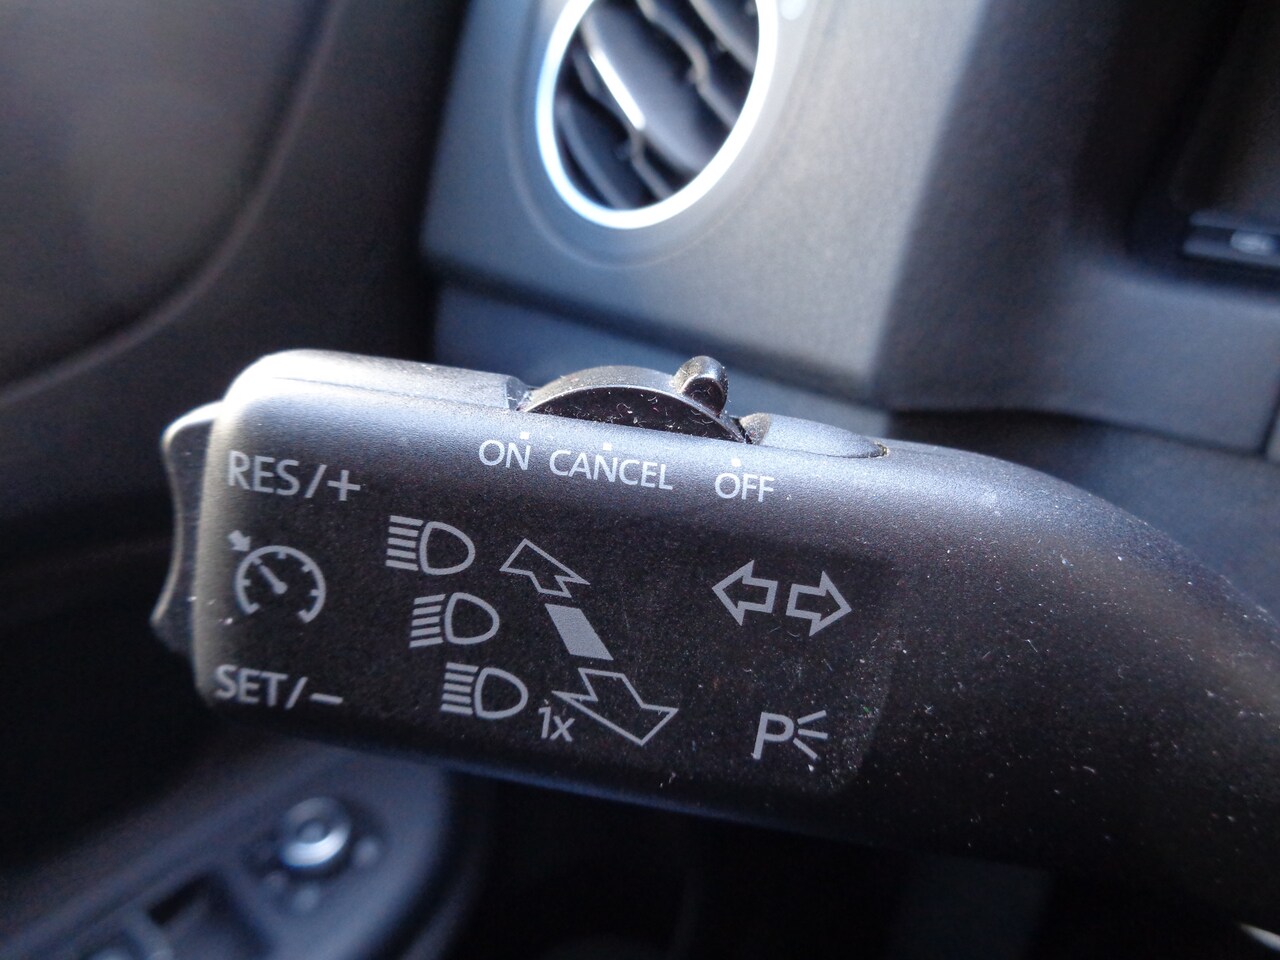 ON CANCEL OFF
RES/+
SET/-
1x
P